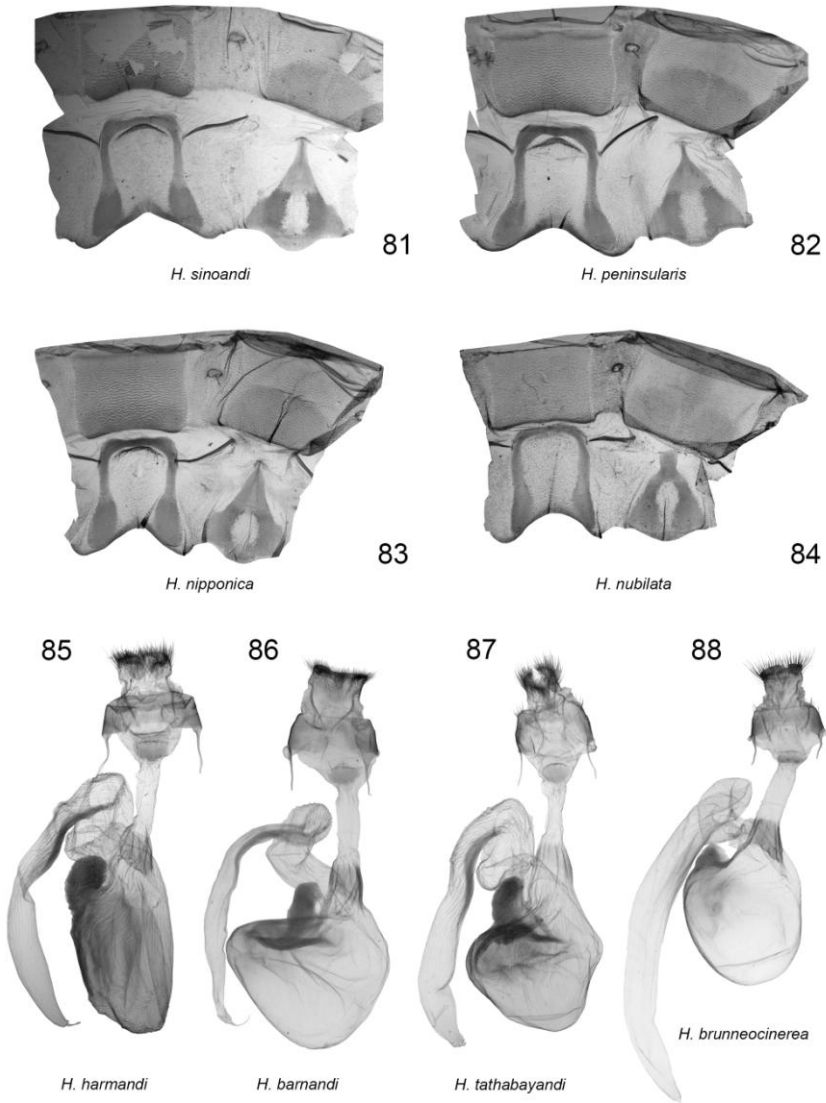 81
H. sinoandi
82
H. peninsularis
83
H. nipponica
84
H. nubilata
85
86
87
88
H. harmandi
H. barnandi
H. tathabayandi
H. brunneocinerea